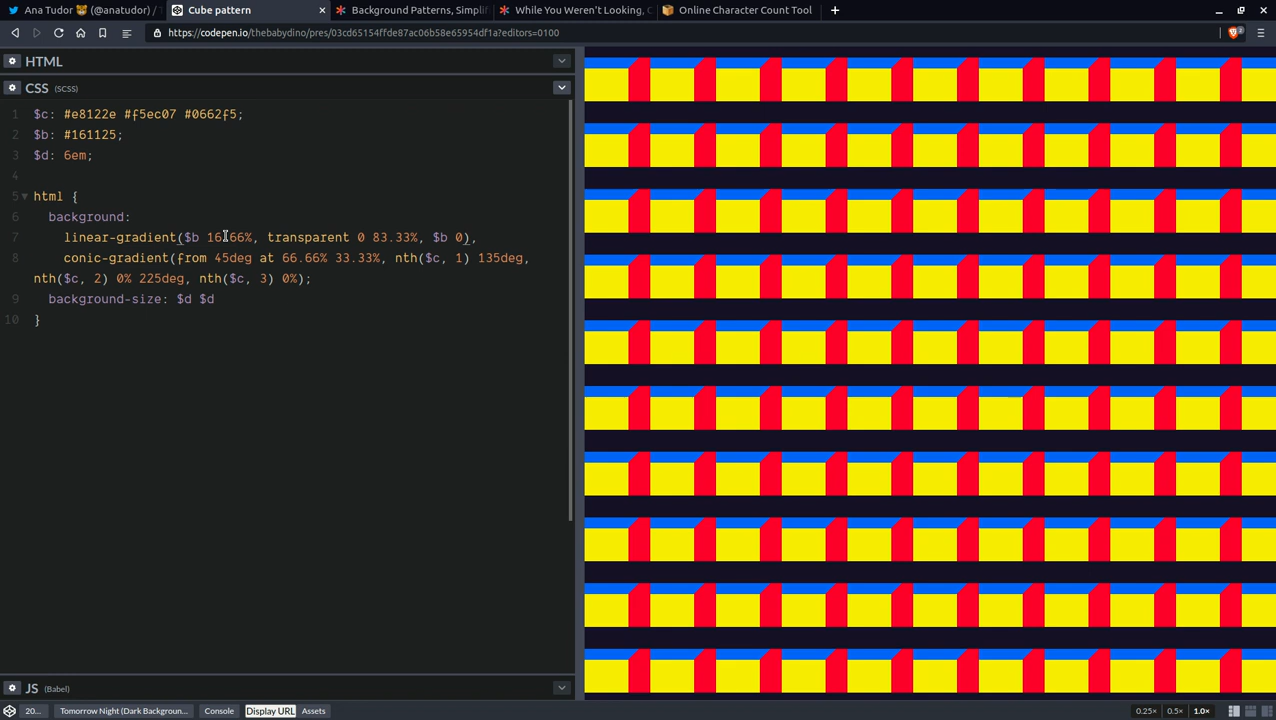 Ana Tudor 🐯 (@anatudor) / T
Cube pattern
Background Patterns, Simplif
While You Weren't Looking, C
Online Character Count Tool
https://codepen.io/thebabydino/pres/03cd65154ffde87ac06b58e65954df1a?editors=0100
2
HTML
CSS (SCSS)
1 $c: #e8122e #f5ec07 #0662f5;
2 $b: #161125;
3 $d: 6em;
4
5 html {
6 background:
7 linear-gradient($b 16.66%, transparent 0 83.33%, $b 0),
8 conic-gradient(from 45deg at 66.66% 33.33%, nth($c, 1) 135deg,
nth($c, 2) 0% 225deg, nth($c, 3) 0%);
9 background-size: $d $d
10 }
JS (Babel)
20...
Tomorrow Night (Dark Backgroun...
Console
Display URL
Assets
0.25×
0.5×
1.0×